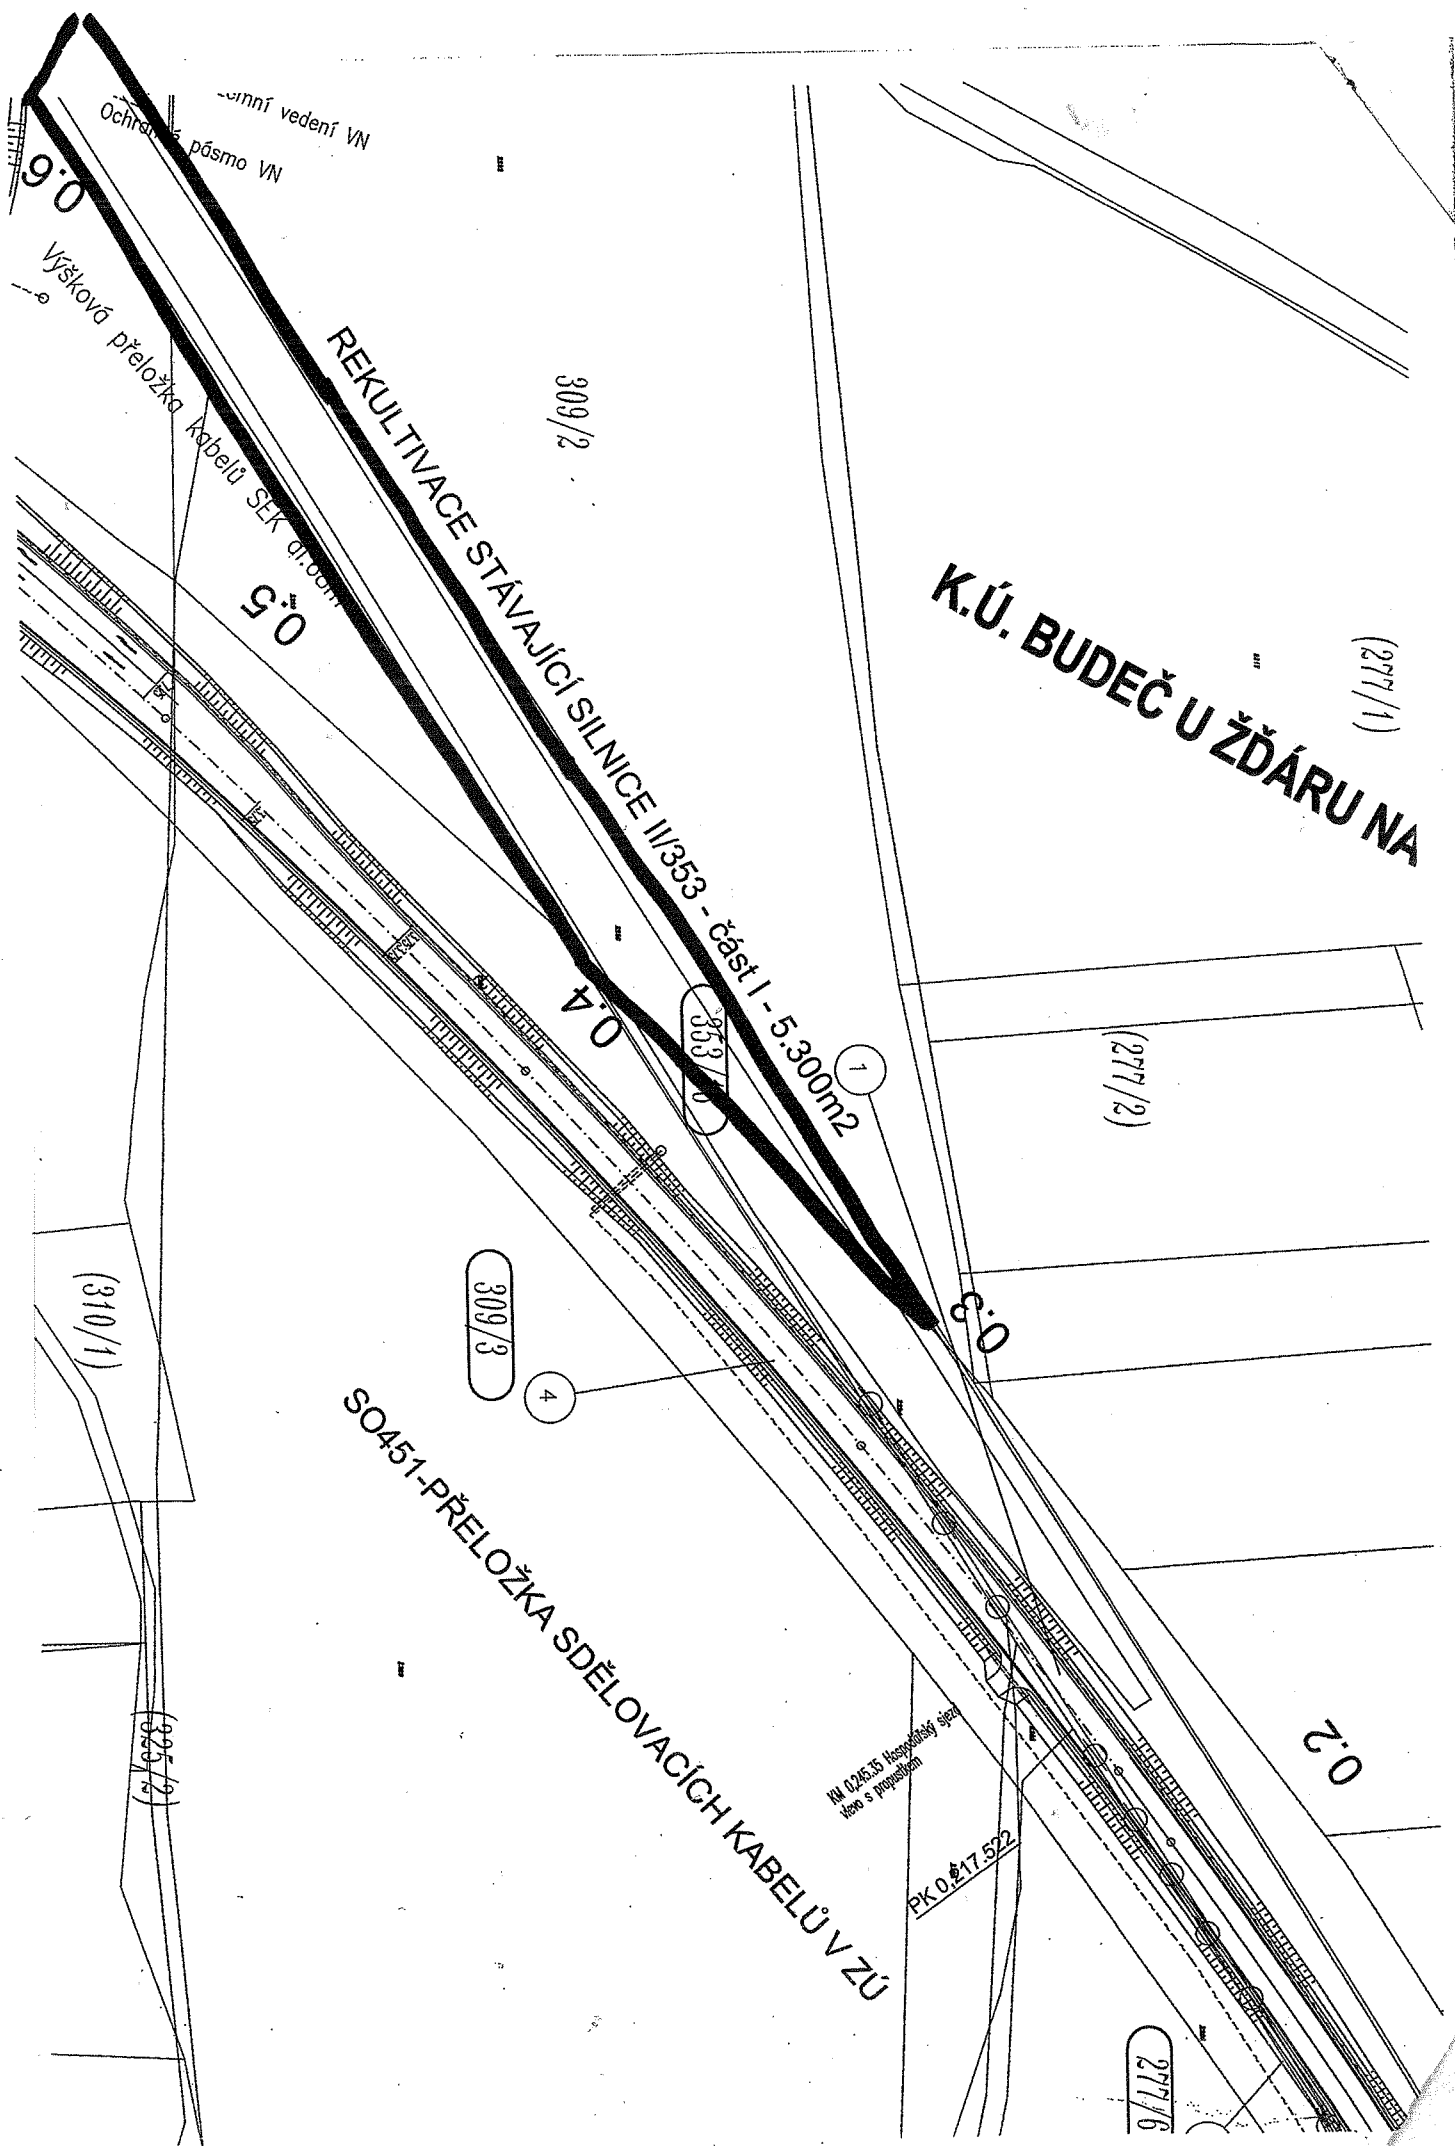 zemní vedení VN
Ochranné pásmo VN
0.6
Výšková přeložka kabelů SEK
309/2
REKULTIVACE STÁVAJÍCÍ SILNICE II/353 - část I - 5.300m2
K.Ú. BUDEČ U ŽĎÁRU NA
(277/1)
0.5
(277/2)
1
0.4
0.3
309/3
4
(310/1)
SO451-PŘELOŽKA SDĚLOVACÍCH KABELŮ V ZÚ
(325/2)
KM 0,245.35 Hospodářský sjezd
vlevo s propustkem
PK 0,217.522
0.2
277/6